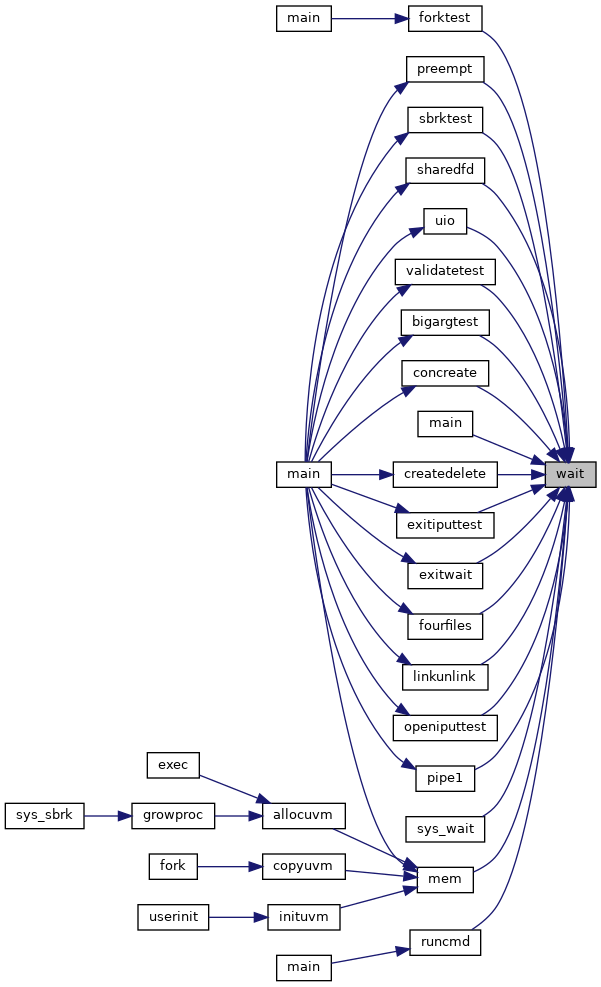 main
forktest
preempt
sbrktest
sharedfd
uio
validatetest
bigargtest
concreate
main
main
createdelete
wait
exitiputtest
exitwait
fourfiles
linkunlink
openiputtest
exec
pipe1
sys_sbrk
growproc
allocuvm
sys_wait
fork
copyuvm
mem
userinit
inituvm
runcmd
main